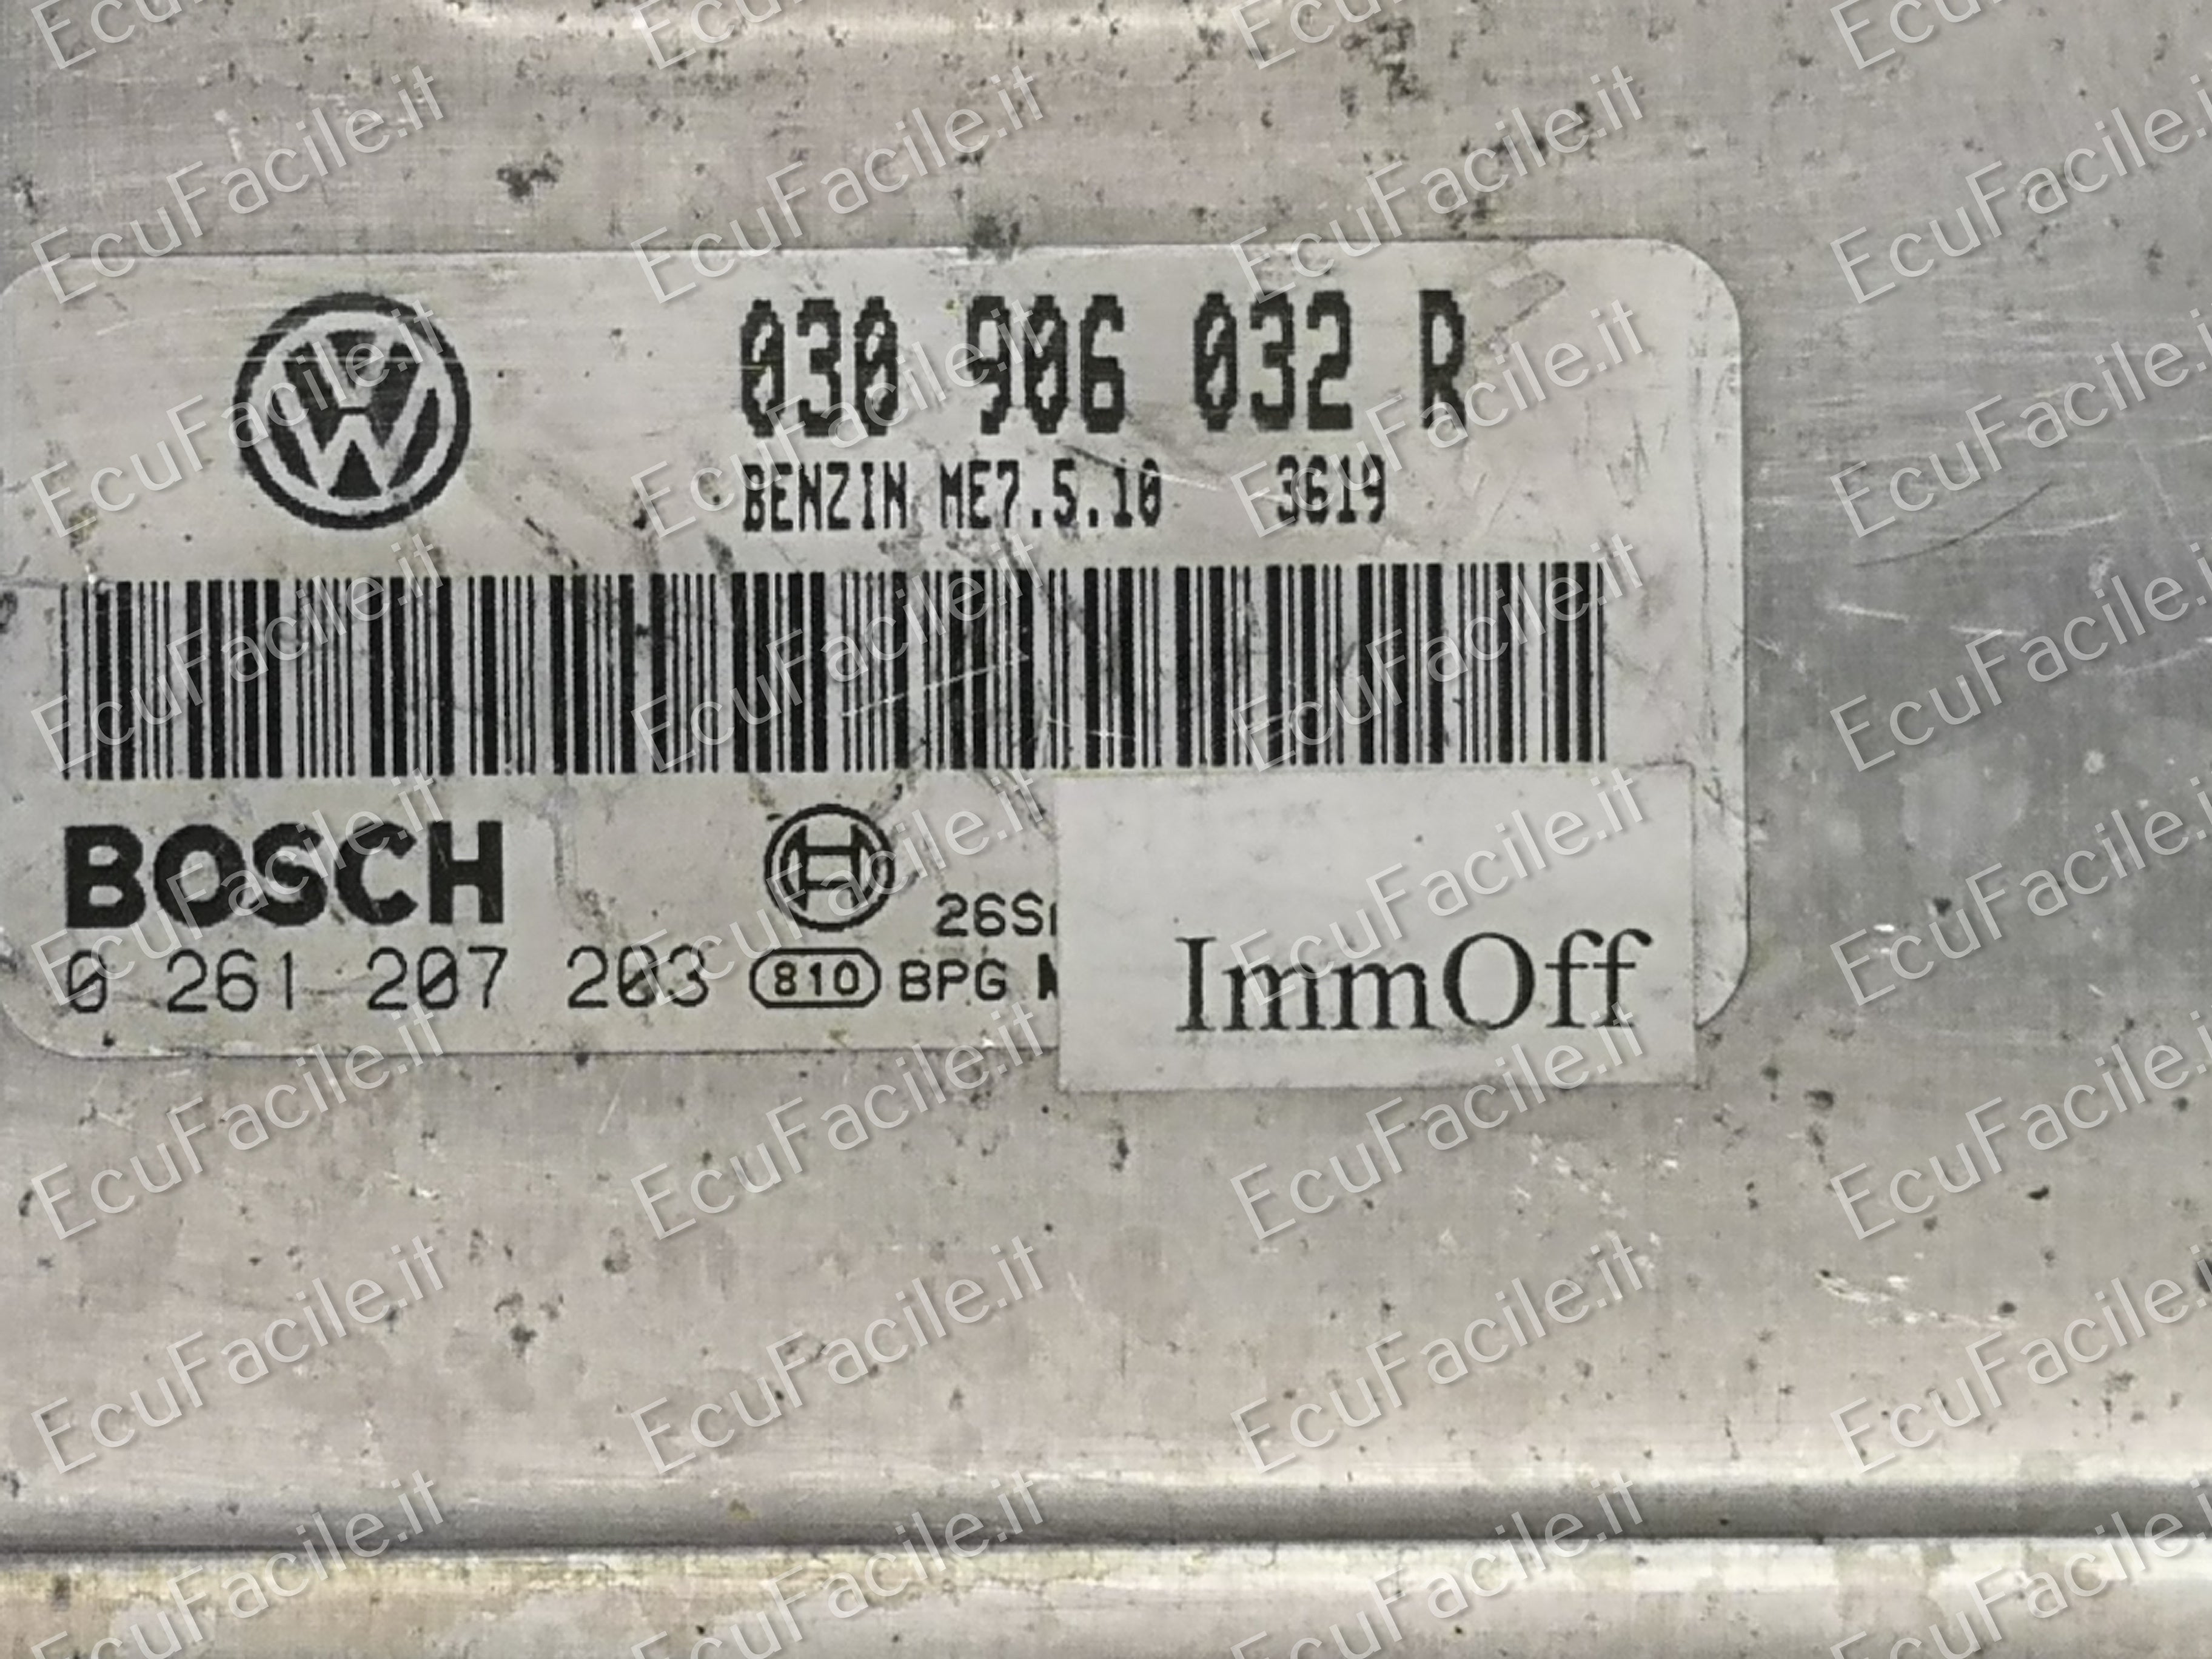 030 906 032 R
BENZIN ME7.5.10 3619
BOSCH
26S
0 261 207 203 810 BPG
ImmOff
EcuFacile.it